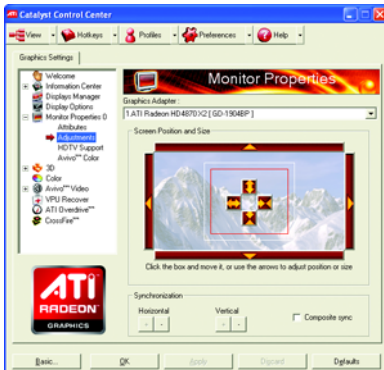 ATI Catalyst Control Center
View Hotkeys Profiles Preferences Help
Graphics Settings
Welcome
Information Center
Displays Manager
Display Options
Monitor Properties 0
Attributes
Adjustments
HDTV Support
Avivo™ Color
3D
Color
Avivo™ Video
VPU Recover
ATI Overdrive™
CrossFire™
ATI
RADEON
GRAPHICS
Monitor Properties
Graphics Adapter:
1.ATI Radeon HD4870X2 [ GD-1904BP ]
Screen Position and Size
Click the box and move it, or use the arrows to adjust position or size
Synchronization
Horizontal Vertical
- - - -
Composite sync
Basic... OK Apply Discard Defaults